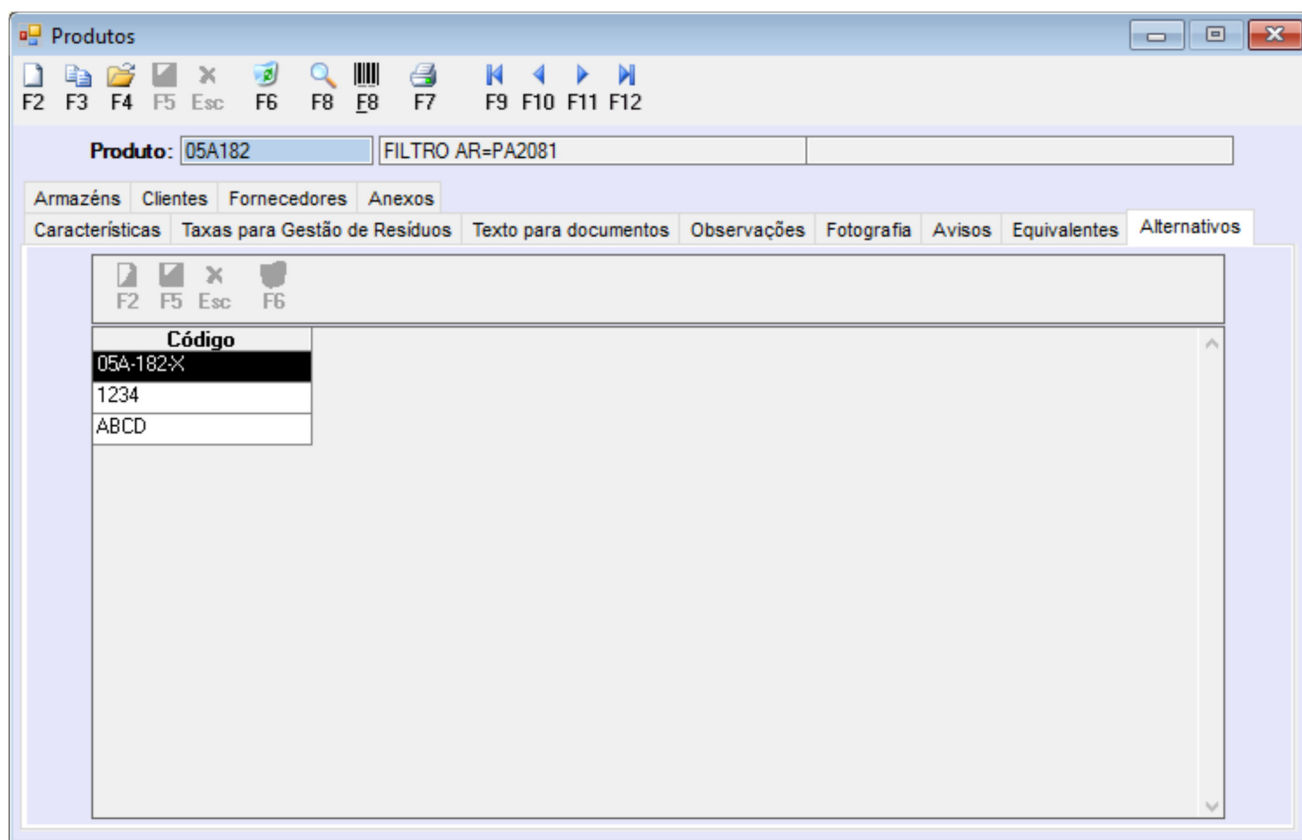 Produtos
F2 F3 F4 F5 Esc F6 F8 F8 F7 F9 F10 F11 F12
Produto: 05A182 FILTRO AR=PA2081
Armazéns Clientes Fornecedores Anexos
Características Taxas para Gestão de Resíduos Texto para documentos Observações Fotografia Avisos Equivalentes Alternativos
F2 F5 Esc F6
Código
05A-182-X
1234
ABCD